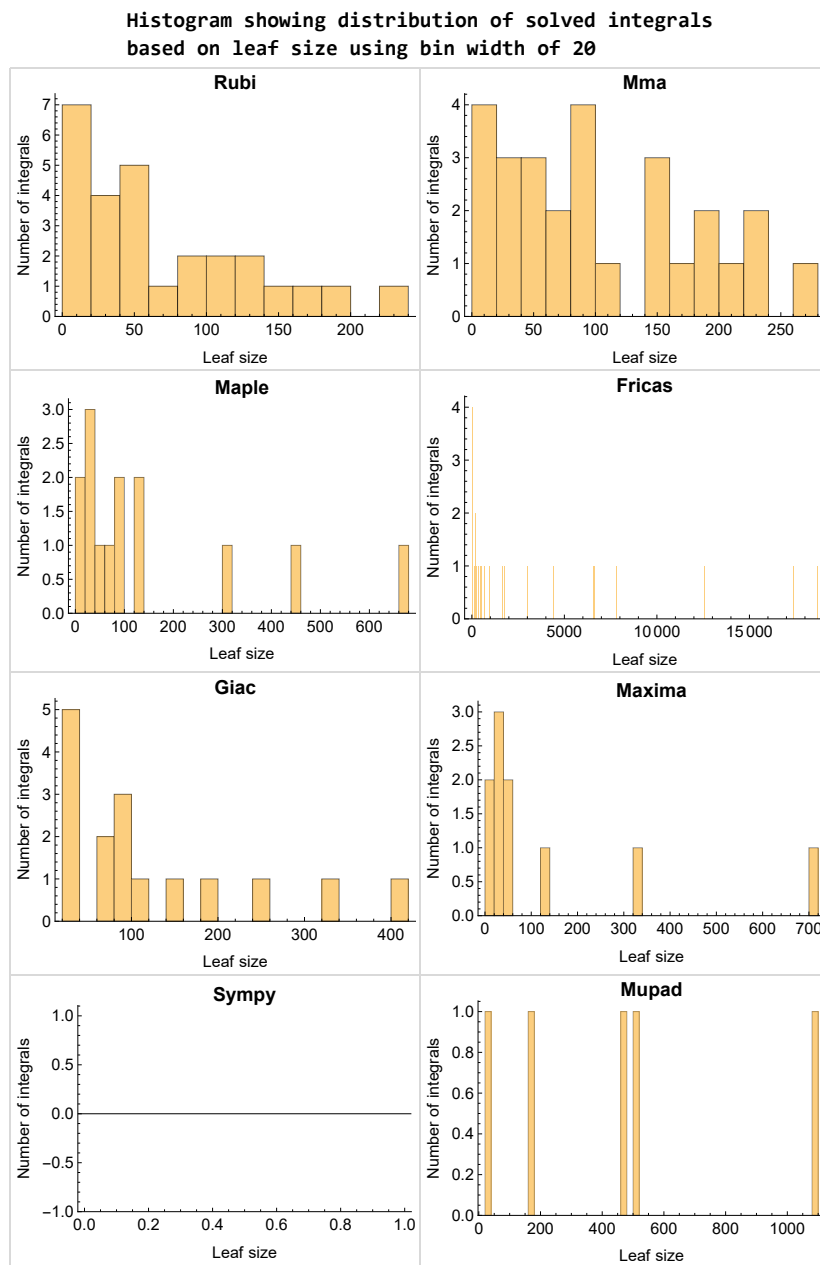 Histogram showing distribution of solved integrals
based on leaf size using bin width of 20
Rubi
Number of integrals
7
6
5
4
3
2
1
0
0 50 100 150 200
Leaf size
Mma
Number of integrals
4
3
2
1
0
0 50 100 150 200 250
Leaf size
Maple
Number of integrals
3.0
2.5
2.0
1.5
1.0
0.5
0.0
0 100 200 300 400 500 600
Leaf size
Fricas
Number of integrals
4
3
2
1
0
0 5000 10 000 15 000
Leaf size
Giac
Number of integrals
5
4
3
2
1
0
100 200 300 400
Leaf size
Maxima
Number of integrals
3.0
2.5
2.0
1.5
1.0
0.5
0.0
0 100 200 300 400 500 600 700
Leaf size
Sympy
Number of integrals
1.0
0.5
0.0
−0.5
−1.0
0.0 0.2 0.4 0.6 0.8 1.0
Leaf size
Mupad
Number of integrals
1.0
0.8
0.6
0.4
0.2
0.0
0 200 400 600 800 1000
Leaf size